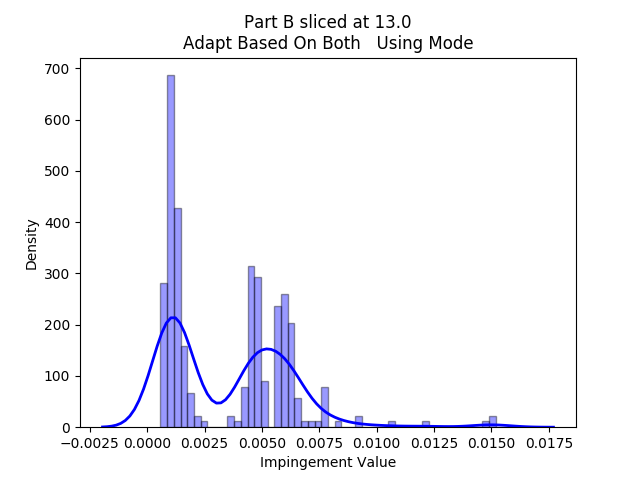 Part B sliced at 13.0
Adapt Based On Both   Using Mode
700
600
500
400
300
200
100
0
Density
−0.0025 0.0000 0.0025 0.0050 0.0075 0.0100 0.0125 0.0150 0.0175
Impingement Value